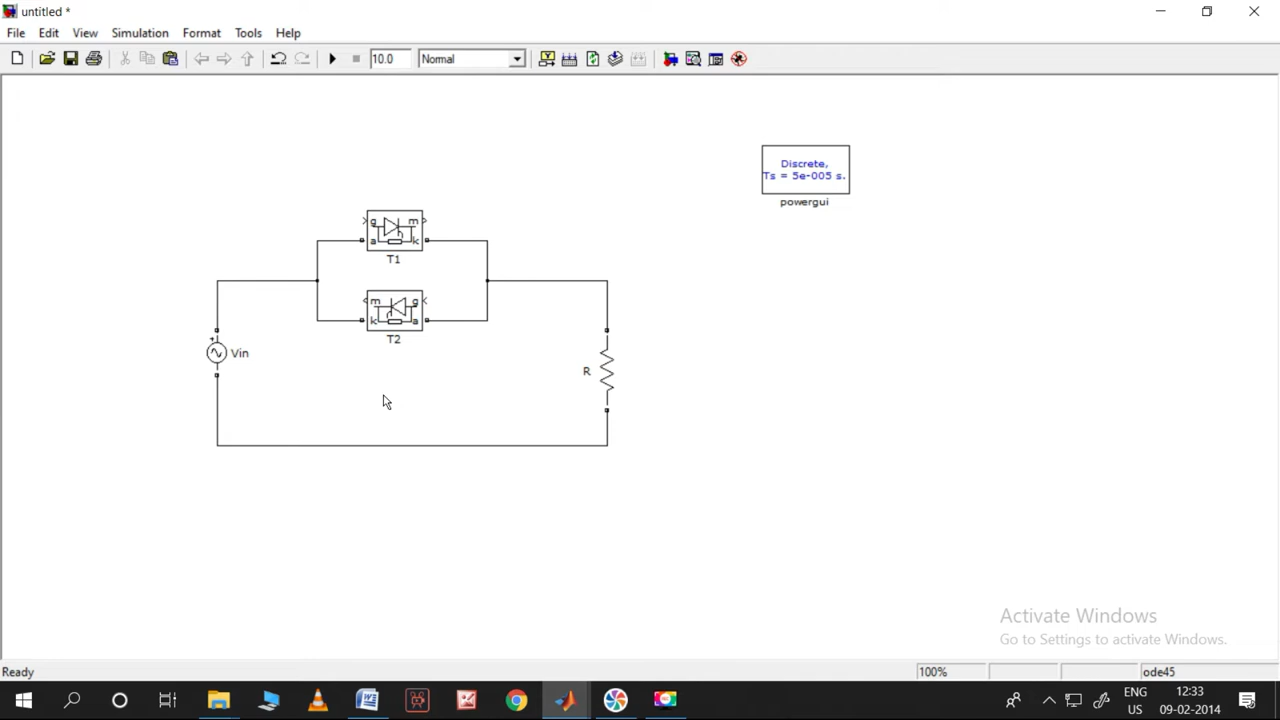 untitled *
File Edit View Simulation Format Tools Help
10.0 Normal
Discrete,
Ts = 5e-005 s.
powergui
g m
a k
T1
m g
k a
T2
+
Vin
R
Activate Windows
Go to Settings to activate Windows.
Ready 100% ode45
ENG 12:33
US 09-02-2014